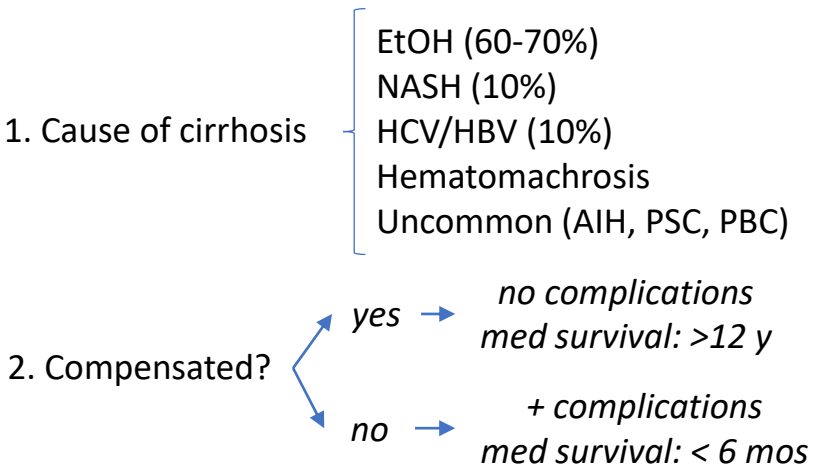 1. Cause of cirrhosis
EtOH (60-70%)
NASH (10%)
HCV/HBV (10%)
Hematomachrosis
Uncommon (AIH, PSC, PBC)
2. Compensated?
yes
no complications
med survival: >12 y
no
+ complications
med survival: < 6 mos